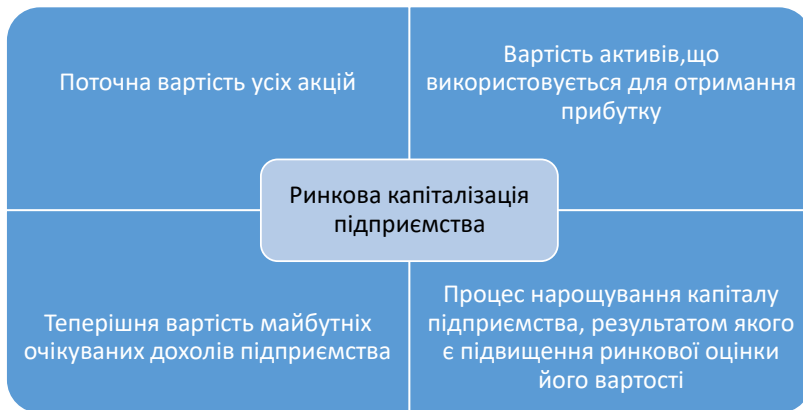 Поточна вартість усіх акцій
Вартість активів,що
використовується для отримання
прибутку
Ринкова капіталізація
підприємства
Теперішня вартість майбутніх
очікуваних дохолів підприємства
Процес нарощування капіталу
підприємства, результатом якого
є підвищення ринкової оцінки
його вартості